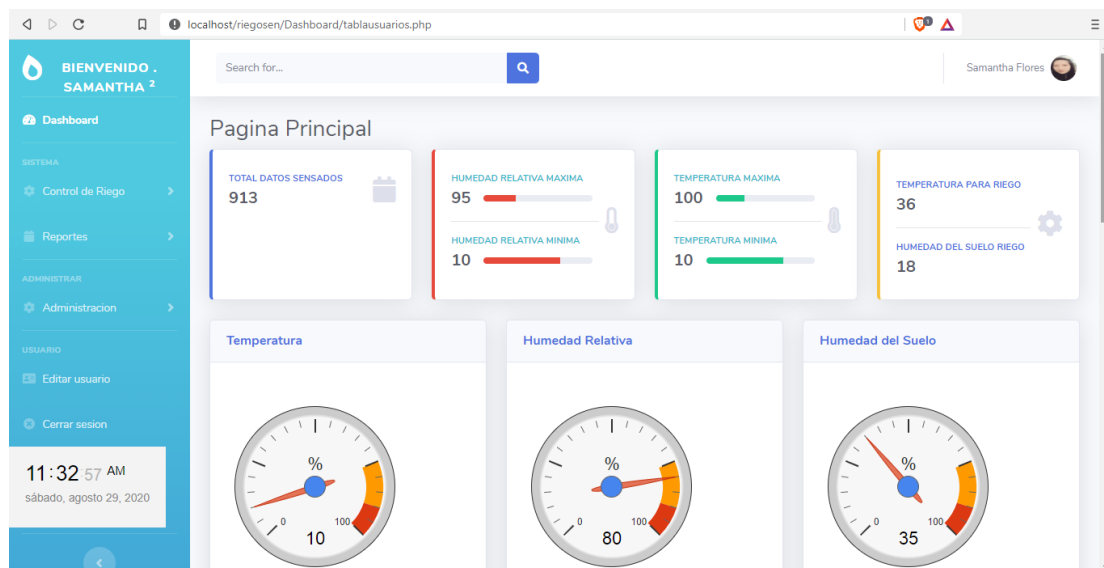 localhost/riegosen/Dashboard/tablausuarios.php
1
BIENVENIDO .
SAMANTHA 2
Dashboard
SISTEMA
Control de Riego
Reportes
ADMINISTRAR
Administracion
USUARIO
Editar usuario
Cerrar sesion
11:32 57 AM
sábado, agosto 29, 2020
Search for...
Samantha Flores
Pagina Principal
TOTAL DATOS SENSADOS
913
HUMEDAD RELATIVA MAXIMA
95
HUMEDAD RELATIVA MINIMA
10
TEMPERATURA MAXIMA
100
TEMPERATURA MINIMA
10
TEMPERATURA PARA RIEGO
36
HUMEDAD DEL SUELO RIEGO
18
Temperatura
%
0 100
10
Humedad Relativa
%
0 100
80
Humedad del Suelo
%
0 100
35